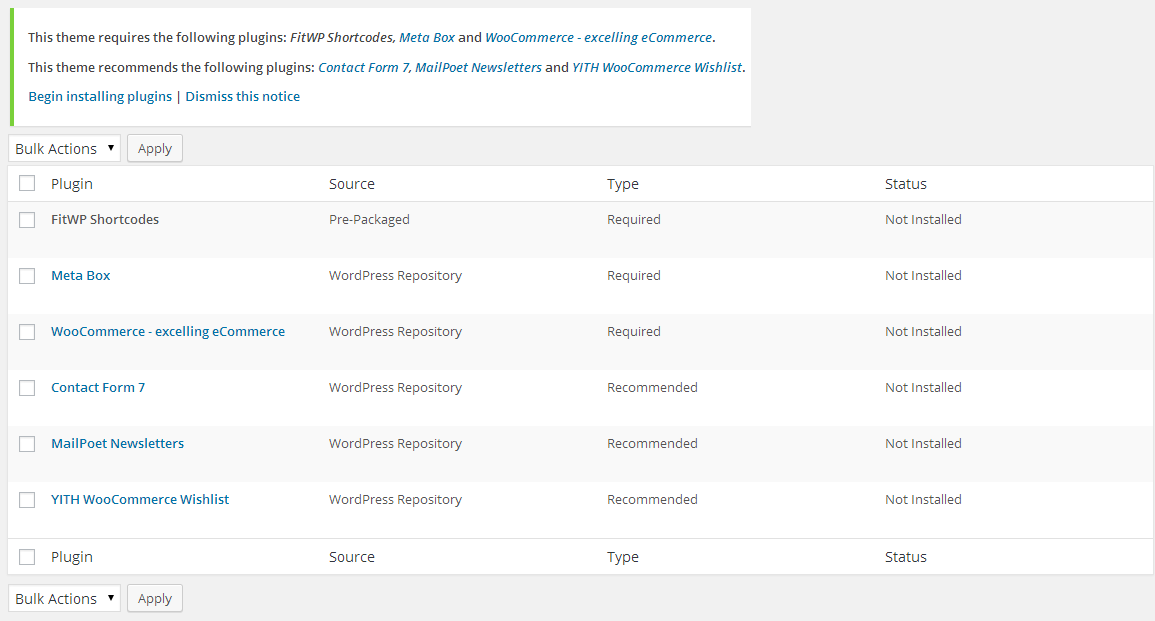 This theme requires the following plugins: FitWP Shortcodes, Meta Box and WooCommerce - excelling eCommerce.
This theme recommends the following plugins: Contact Form 7, MailPoet Newsletters and YITH WooCommerce Wishlist.
Begin installing plugins | Dismiss this notice
Bulk Actions Apply
Plugin Source Type Status
FitWP Shortcodes Pre-Packaged Required Not Installed
Meta Box WordPress Repository Required Not Installed
WooCommerce - excelling eCommerce WordPress Repository Required Not Installed
Contact Form 7 WordPress Repository Recommended Not Installed
MailPoet Newsletters WordPress Repository Recommended Not Installed
YITH WooCommerce Wishlist WordPress Repository Recommended Not Installed
Plugin Source Type Status
Bulk Actions Apply